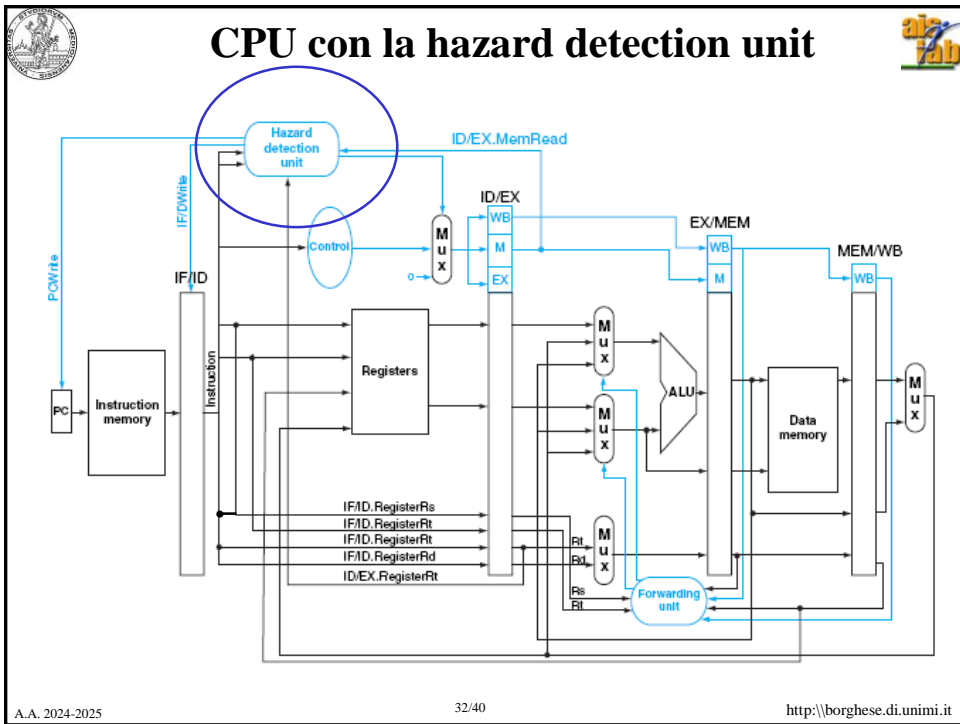 CPU con la hazard detection unit
Hazard
detection
unit
ID/EX.MemRead
IF/DWrite
PCWrite
ID/EX
WB
M
EX
Control
M
u
x
0
EX/MEM
WB
M
MEM/WB
WB
IF/ID
Instruction
PC
Instruction
memory
Registers
M
u
x
M
u
x
ALU
Data
memory
M
u
x
IF/ID.RegisterRs
IF/ID.RegisterRt
IF/ID.RegisterRt
IF/ID.RegisterRd
ID/EX.RegisterRt
Rt
Rd
M
u
x
Rs
Rt
Forwarding
unit
A.A. 2024-2025
32/40
http:\\borghese.di.unimi.it